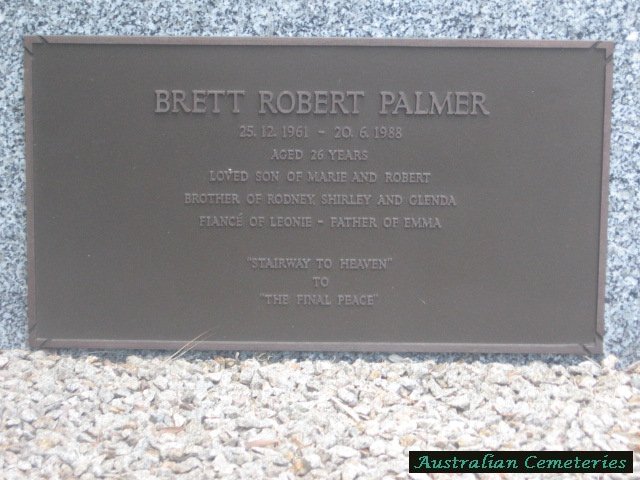 BRETT ROBERT PALMER
25. 12. 1961 - 20. 6. 1988
AGED 26 YEARS
LOVED SON OF MARIE AND ROBERT
BROTHER OF RODNEY, SHIRLEY AND GLENDA
FIANCÉ OF LEONIE - FATHER OF EMMA
"STAIRWAY TO HEAVEN"
TO
"THE FINAL PEACE"
Australian Cemeteries